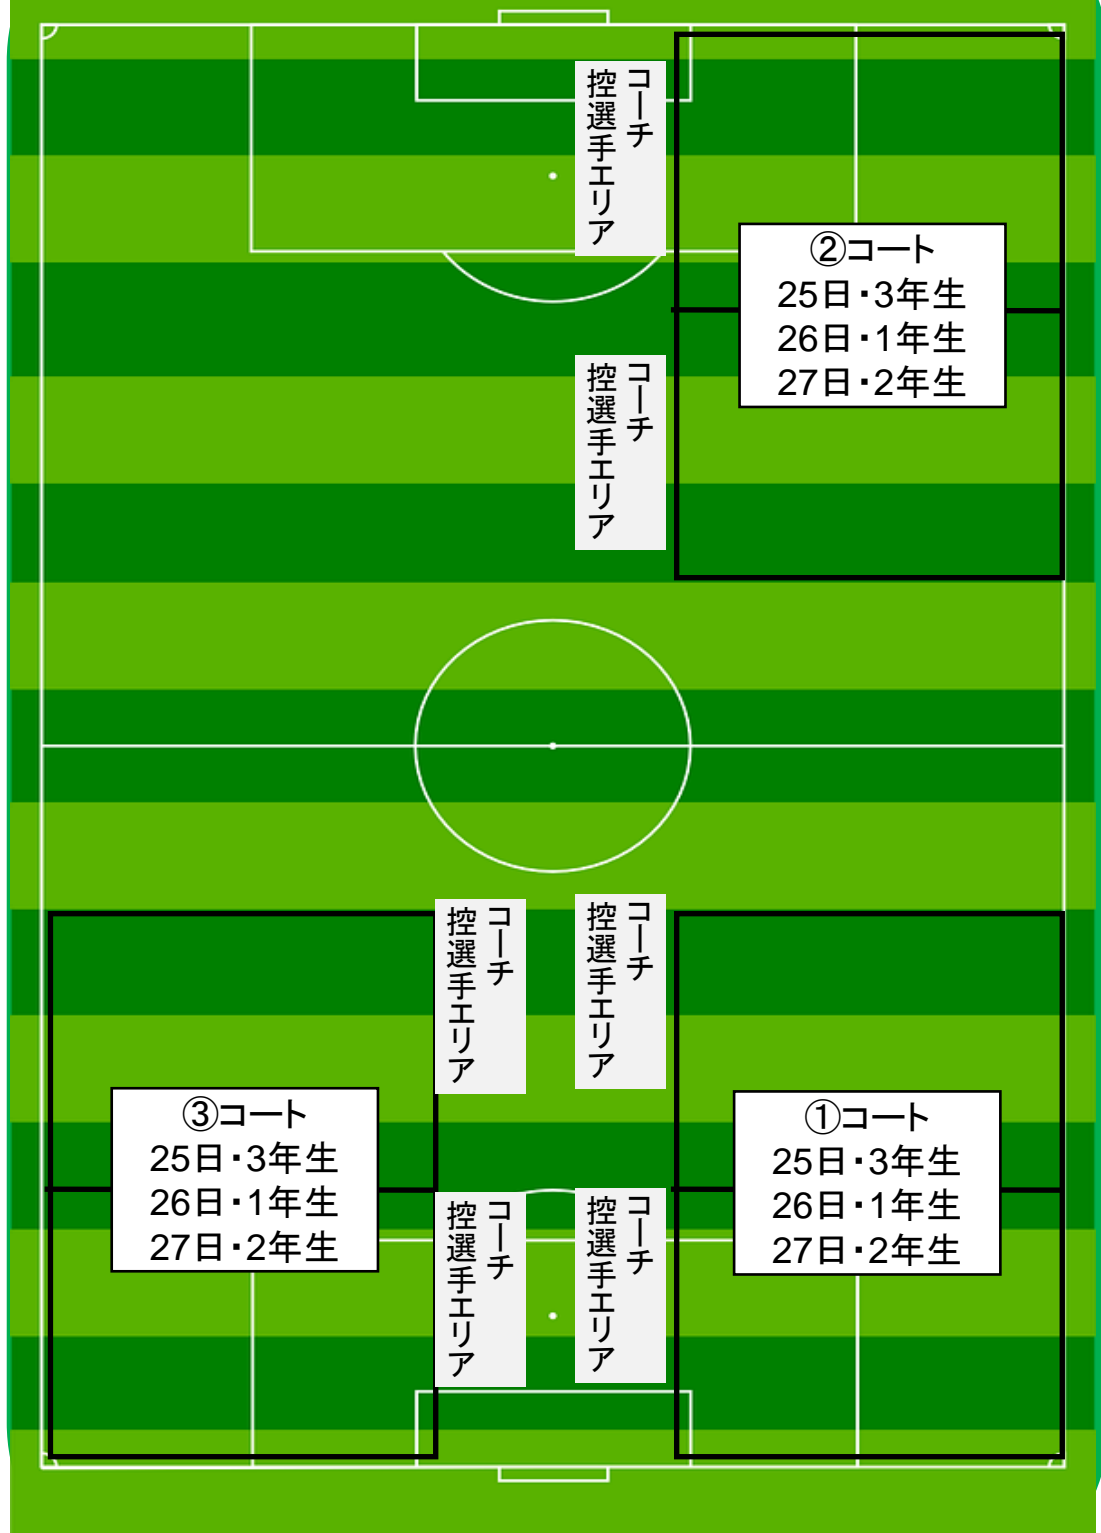 コーチ
控選手エリア
②コート
25日・3年生
26日・1年生
27日・2年生
コーチ
控選手エリア
コーチ
控選手エリア
コーチ
控選手エリア
③コート
25日・3年生
26日・1年生
27日・2年生
①コート
25日・3年生
26日・1年生
27日・2年生
コーチ
控選手エリア
コーチ
控選手エリア